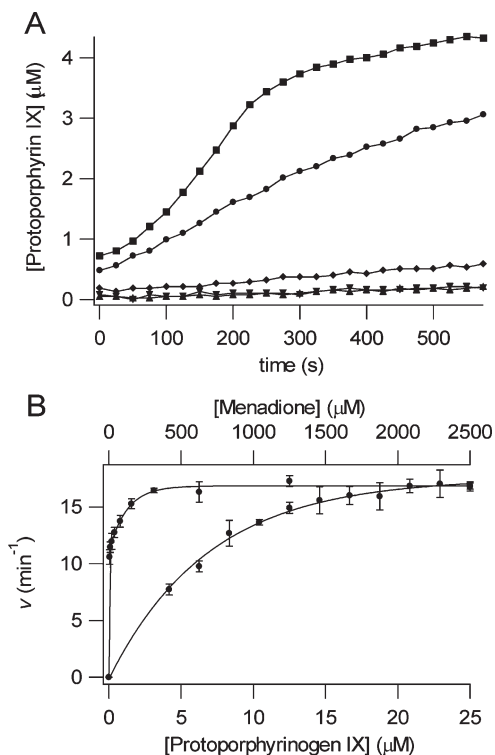 A
[Protoporphyrin IX] (µM)
4
3
2
1
0
0 100 200 300 400 500
time (s)
B
[Menadione] (µM)
0 500 1000 1500 2000 2500
v (min-1)
15
10
5
0
0 5 10 15 20 25
[Protoporphyrinogen IX] (µM)